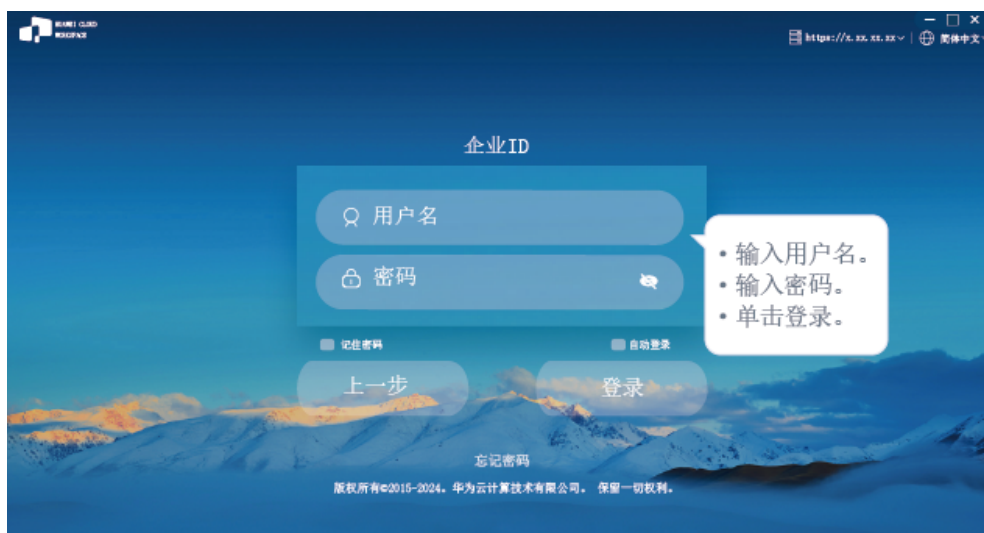 HUAWEI CLOUD
WORKSPACE
https://x.xx.xx.xx
简体中文
企业ID
用户名
密码
• 输入用户名。
• 输入密码。
• 单击登录。
记住密码
自动登录
上一步
登录
忘记密码
版权所有©2015-2024。华为云计算技术有限公司。 保留一切权利。